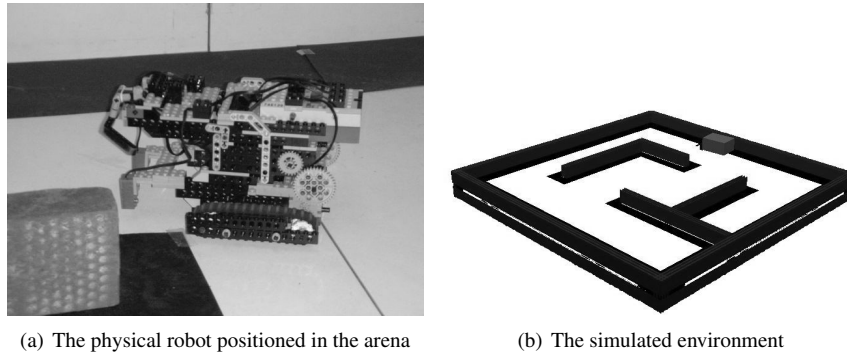 (a) The physical robot positioned in the arena
(b) The simulated environment